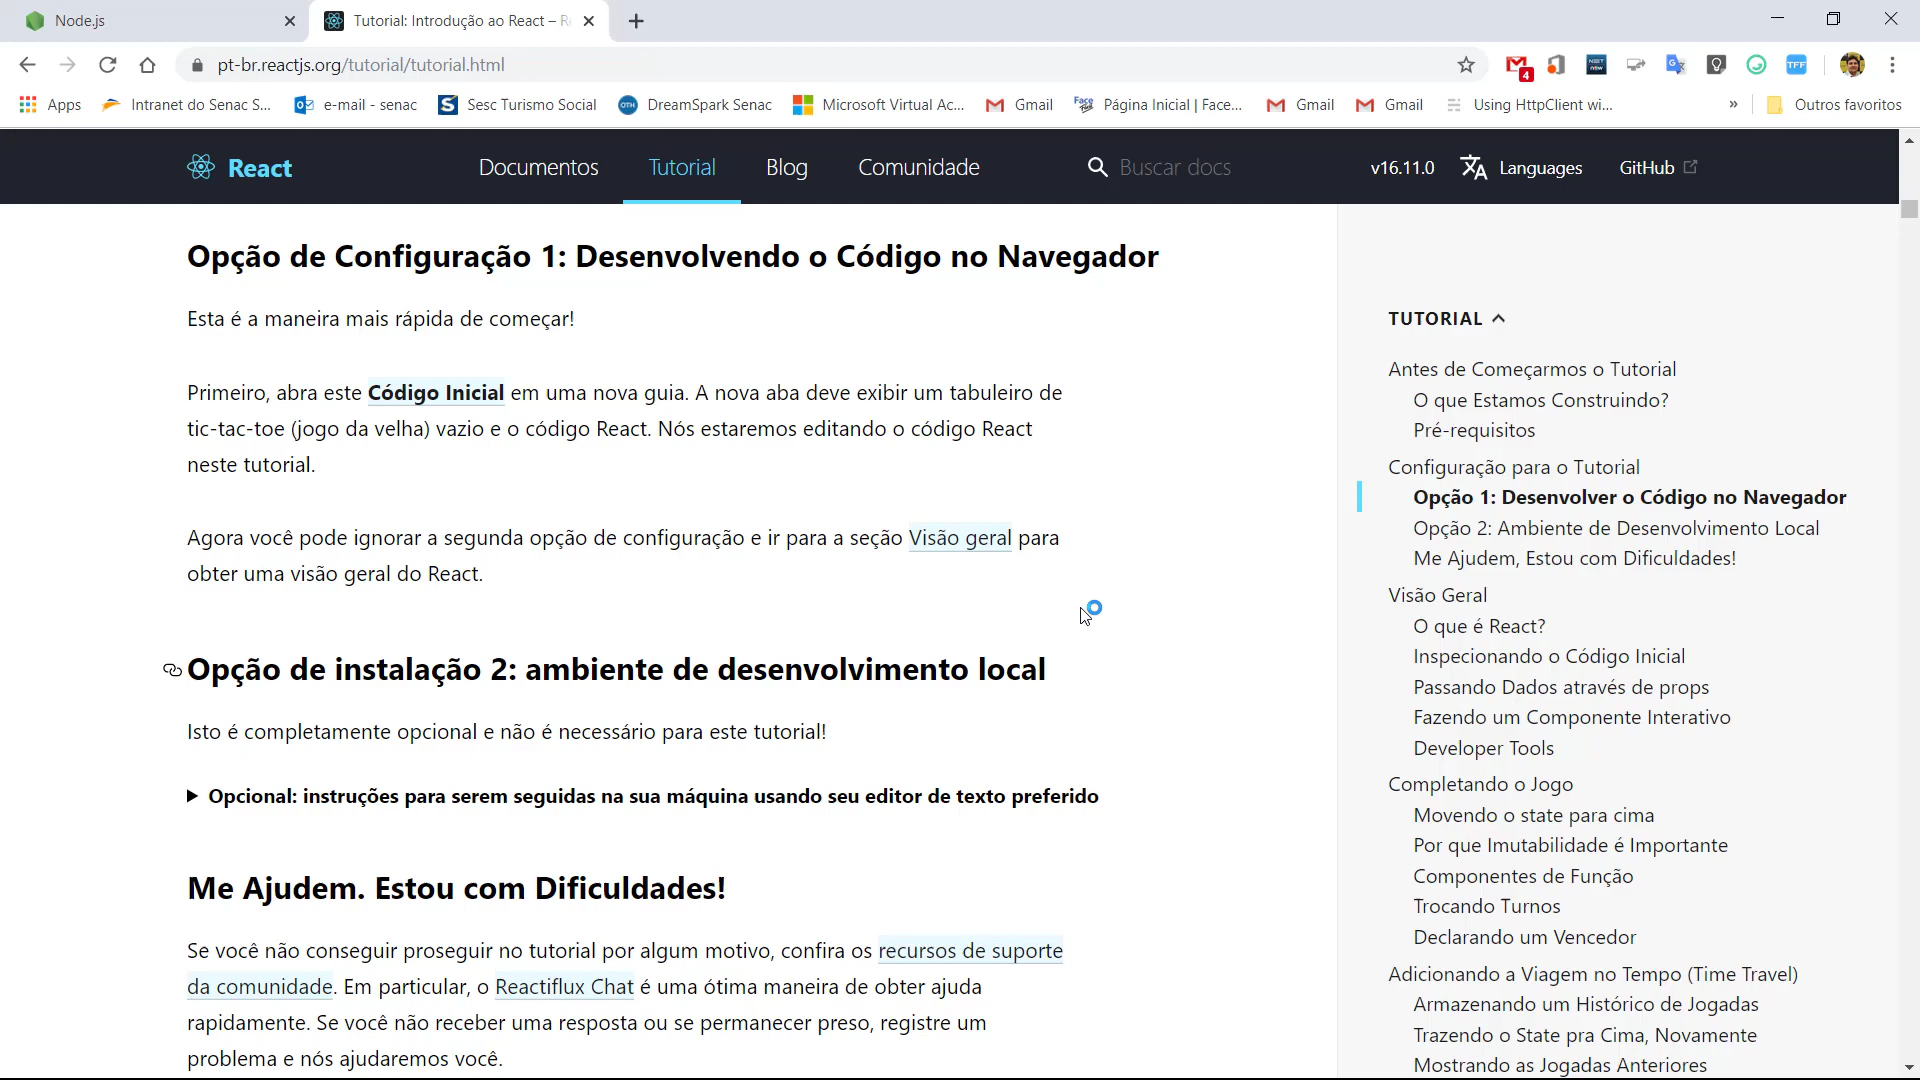 Node.js
Tutorial: Introdução ao React – R
pt-br.reactjs.org/tutorial/tutorial.html
4
NEXT
TFF
Apps
Intranet do Senac S...
e-mail - senac
Sesc Turismo Social
OTH
DreamSpark Senac
Microsoft Virtual Ac...
Gmail
Página Inicial | Face...
Gmail
Gmail
Using HttpClient wi...
»
Outros favoritos
React
Documentos
Tutorial
Blog
Comunidade
Buscar docs
v16.11.0
Languages
GitHub
Opção de Configuração 1: Desenvolvendo o Código no Navegador
Esta é a maneira mais rápida de começar!
Primeiro, abra este Código Inicial em uma nova guia. A nova aba deve exibir um tabuleiro de
tic-tac-toe (jogo da velha) vazio e o código React. Nós estaremos editando o código React
neste tutorial.
Agora você pode ignorar a segunda opção de configuração e ir para a seção Visão geral para
obter uma visão geral do React.
Opção de instalação 2: ambiente de desenvolvimento local
Isto é completamente opcional e não é necessário para este tutorial!
Opcional: instruções para serem seguidas na sua máquina usando seu editor de texto preferido
Me Ajudem. Estou com Dificuldades!
Se você não conseguir proseguir no tutorial por algum motivo, confira os recursos de suporte
da comunidade. Em particular, o Reactiflux Chat é uma ótima maneira de obter ajuda
rapidamente. Se você não receber uma resposta ou se permanecer preso, registre um
problema e nós ajudaremos você.
TUTORIAL
Antes de Começarmos o Tutorial
O que Estamos Construindo?
Pré-requisitos
Configuração para o Tutorial
Opção 1: Desenvolver o Código no Navegador
Opção 2: Ambiente de Desenvolvimento Local
Me Ajudem, Estou com Dificuldades!
Visão Geral
O que é React?
Inspecionando o Código Inicial
Passando Dados através de props
Fazendo um Componente Interativo
Developer Tools
Completando o Jogo
Movendo o state para cima
Por que Imutabilidade é Importante
Componentes de Função
Trocando Turnos
Declarando um Vencedor
Adicionando a Viagem no Tempo (Time Travel)
Armazenando um Histórico de Jogadas
Trazendo o State pra Cima, Novamente
Mostrando as Jogadas Anteriores